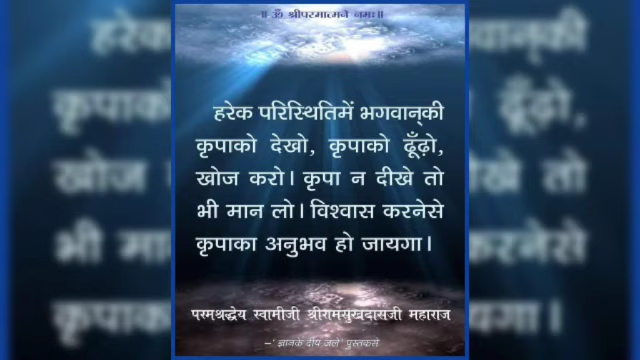 ॥ ॐ श्रीपरमात्मने नमः॥
हरेक परिस्थितिमें भगवान्‌की
कृपाको देखो, कृपाको ढूँढ़ो,
खोज करो। कृपा न दीखे तो
भी मान लो। विश्वास करनेसे
कृपाका अनुभव हो जायगा।
परमश्रद्धेय स्वामीजी श्रीरामसुखदासजी महाराज
–'ज्ञानके दीप जले' पुस्तकसे